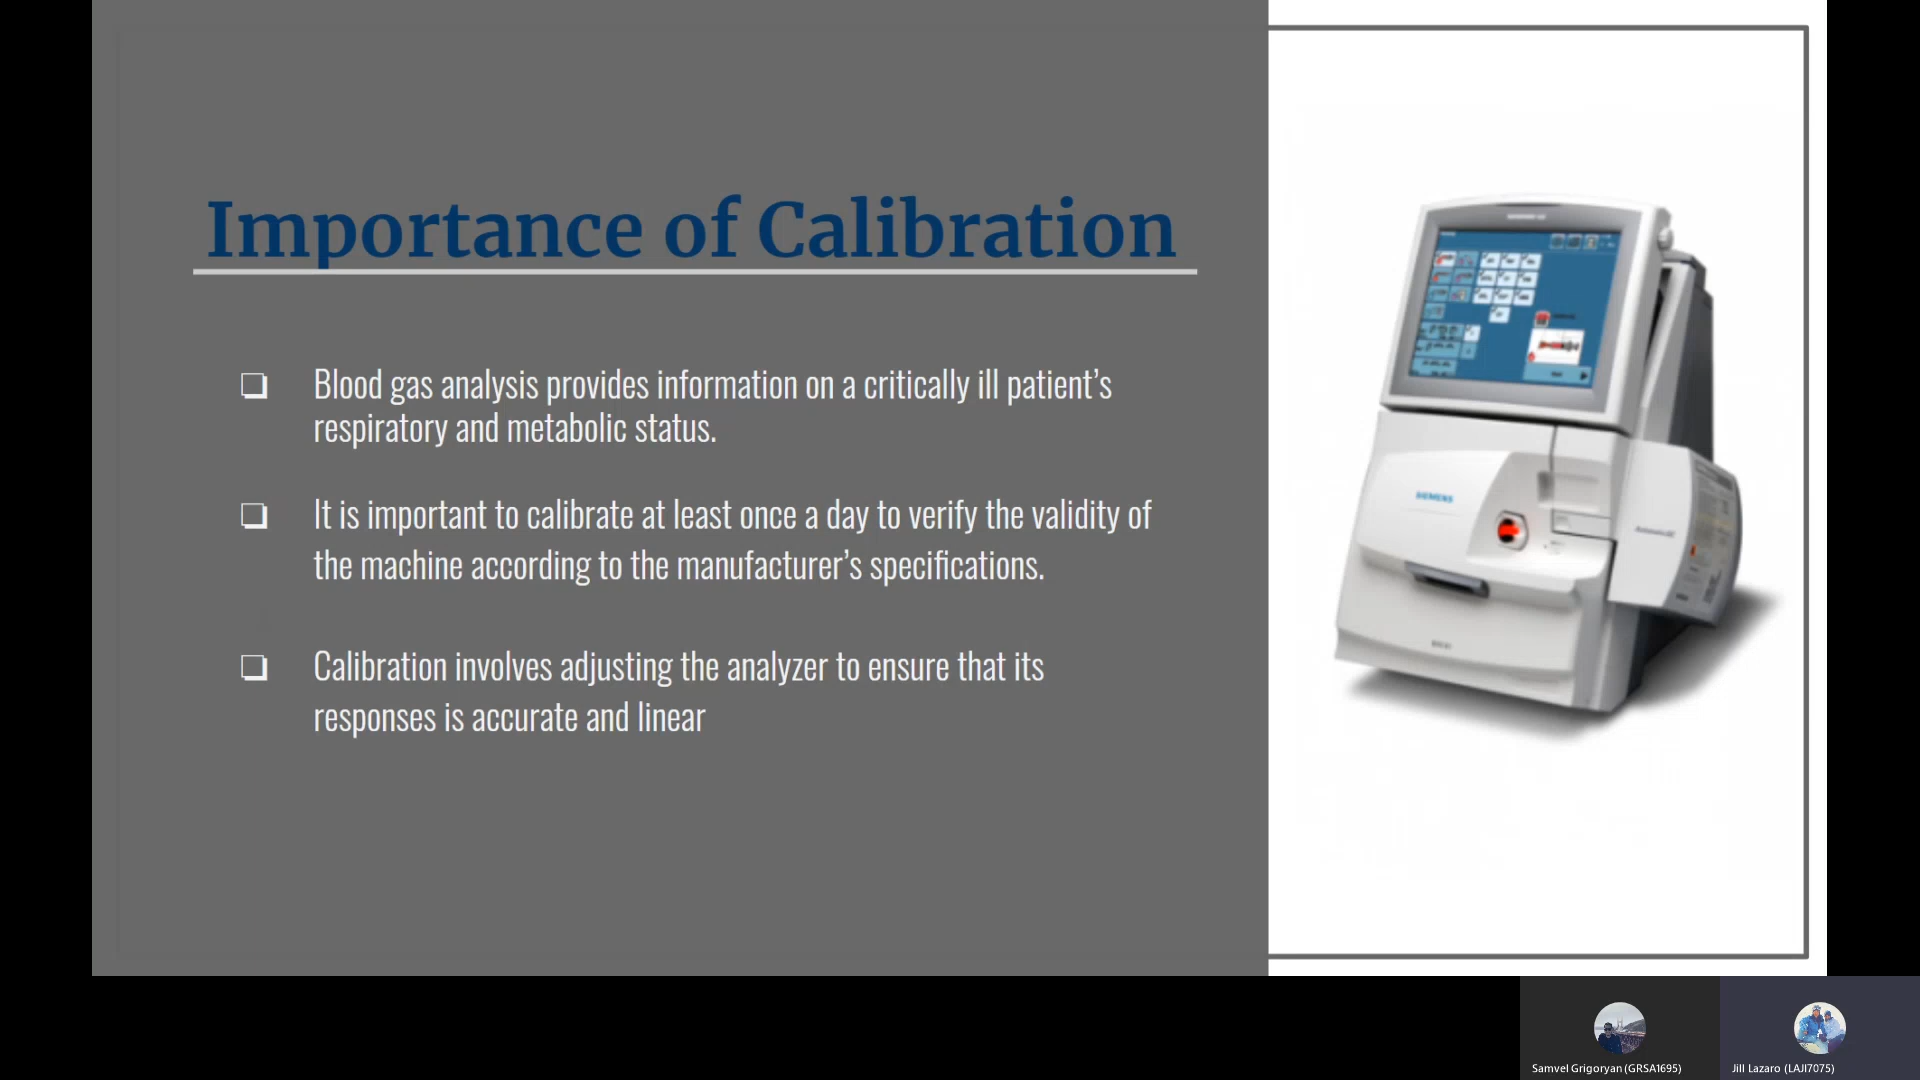 Importance of Calibration
❏ Blood gas analysis provides information on a critically ill patient’s
respiratory and metabolic status.
❏ It is important to calibrate at least once a day to verify the validity of
the machine according to the manufacturer’s specifications.
❏ Calibration involves adjusting the analyzer to ensure that its
responses is accurate and linear
SIEMENS
Samvel Grigoryan (GRSA1695)
Jill Lazaro (LAJI7075)